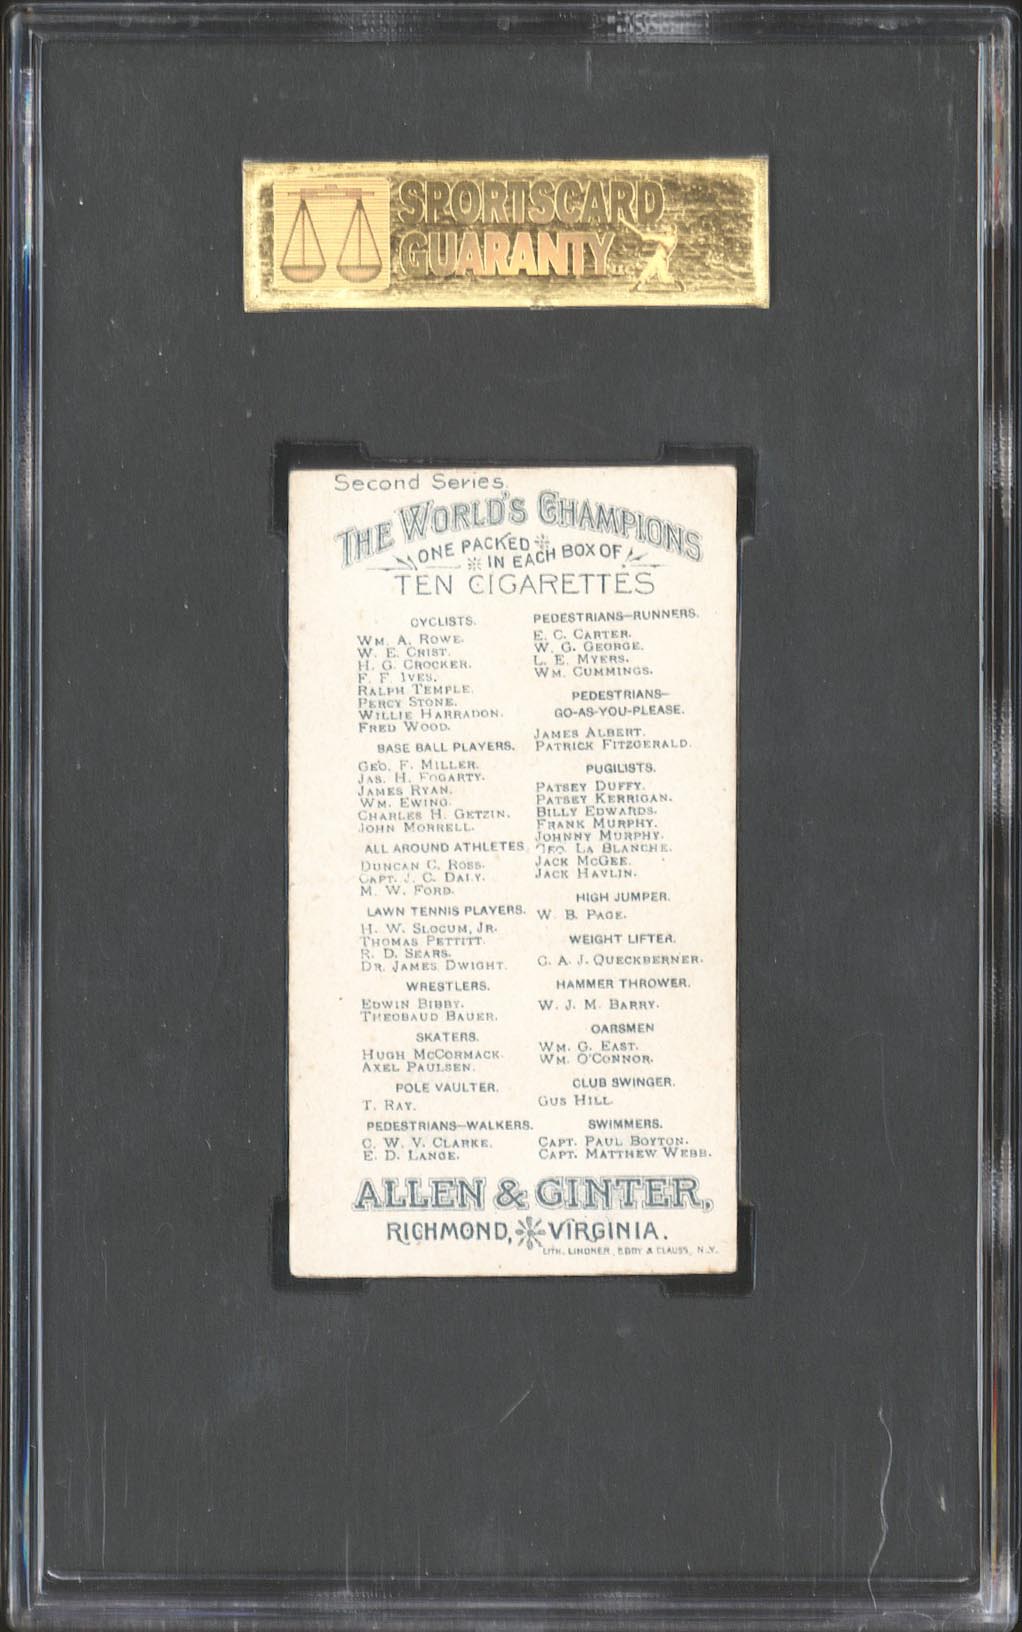 SPORTSCARD
GUARANTY LLC
Second Series.
THE WORLD'S CHAMPIONS
ONE PACKED
IN EACH BOX OF
TEN CIGARETTES
CYCLISTS.
WM. A. ROWE.
W. E. CRIST.
H. G. CROCKER.
F. F. IVES.
RALPH TEMPLE.
PERCY STONE.
WILLIE HARRADON.
FRED WOOD.
BASE BALL PLAYERS.
GEO. F. MILLER.
JAS. H. FOGARTY.
JAMES RYAN.
WM. EWING.
CHARLES H. GETZIN.
JOHN MORRELL.
ALL AROUND ATHLETES.
DUNCAN C. ROSS.
CAPT. J. C. DALY.
M. W. FORD.
LAWN TENNIS PLAYERS.
H. W. SLOCUM, JR.
THOMAS PETTITT.
R. D. SEARS.
DR. JAMES DWIGHT.
WRESTLERS.
EDWIN BIBBY.
THEOBAUD BAUER.
SKATERS.
HUGH MCCORMACK.
AXEL PAULSEN.
POLE VAULTER.
T. RAY.
PEDESTRIANS—WALKERS.
C. W. V. CLARKE.
E. D. LANGE.
PEDESTRIANS—RUNNERS.
E. C. CARTER.
W. G. GEORGE.
L. E. MYERS.
WM. CUMMINGS.
PEDESTRIANS—
GO-AS-YOU-PLEASE.
JAMES ALBERT.
PATRICK FITZGERALD.
PUGILISTS.
PATSEY DUFFY.
PATSEY KERRIGAN.
BILLY EDWARDS.
FRANK MURPHY.
JOHNNY MURPHY.
GEO. LA BLANCHE.
JACK MCGEE.
JACK HAVLIN.
HIGH JUMPER.
W. B. PAGE.
WEIGHT LIFTER.
C. A. J. QUECKBERNER.
HAMMER THROWER.
W. J. M. BARRY.
OARSMEN
WM. G. EAST.
WM. O'CONNOR.
CLUB SWINGER.
GUS HILL
SWIMMERS.
CAPT. PAUL BOYTON.
CAPT. MATTHEW WEBB.
ALLEN & GINTER,
RICHMOND, VIRGINIA.
LITH. LINDNER, EDDY & CLAUSS, N.Y.